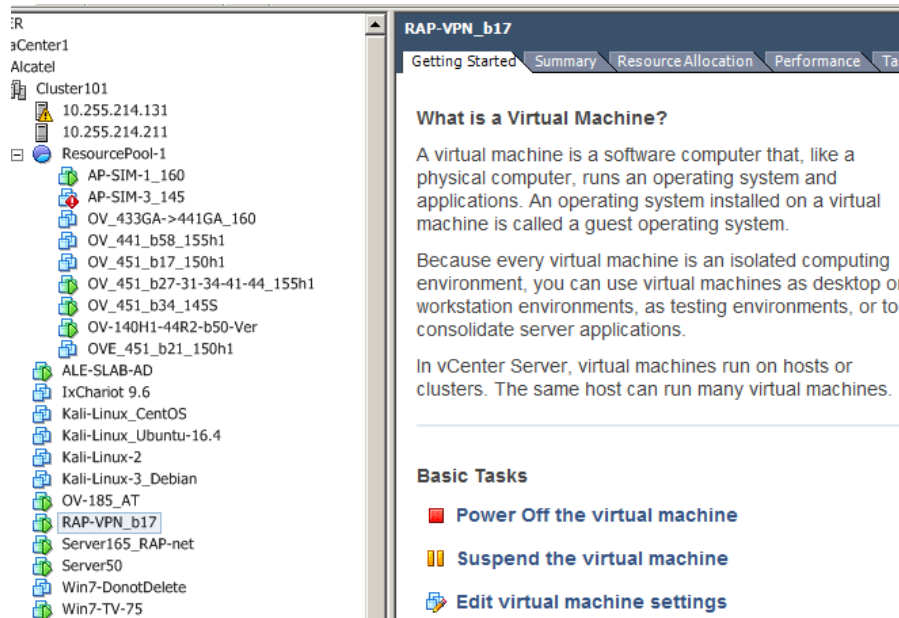 ER
aCenter1
Alcatel
Cluster101
10.255.214.131
10.255.214.211
ResourcePool-1
AP-SIM-1_160
AP-SIM-3_145
OV_433GA->441GA_160
OV_441_b58_155h1
OV_451_b17_150h1
OV_451_b27-31-34-41-44_155h1
OV_451_b34_145S
OV-140H1-44R2-b50-Ver
OVE_451_b21_150h1
ALE-SLAB-AD
IxChariot 9.6
Kali-Linux_CentOS
Kali-Linux_Ubuntu-16.4
Kali-Linux-2
Kali-Linux-3_Debian
OV-185_AT
RAP-VPN_b17
Server165_RAP-net
Server50
Win7-DonotDelete
Win7-TV-75
RAP-VPN_b17
Getting Started Summary Resource Allocation Performance Ta
What is a Virtual Machine?
A virtual machine is a software computer that, like a
physical computer, runs an operating system and
applications. An operating system installed on a virtual
machine is called a guest operating system.
Because every virtual machine is an isolated computing
environment, you can use virtual machines as desktop or
workstation environments, as testing environments, or to
consolidate server applications.
In vCenter Server, virtual machines run on hosts or
clusters. The same host can run many virtual machines.
Basic Tasks
Power Off the virtual machine
Suspend the virtual machine
Edit virtual machine settings